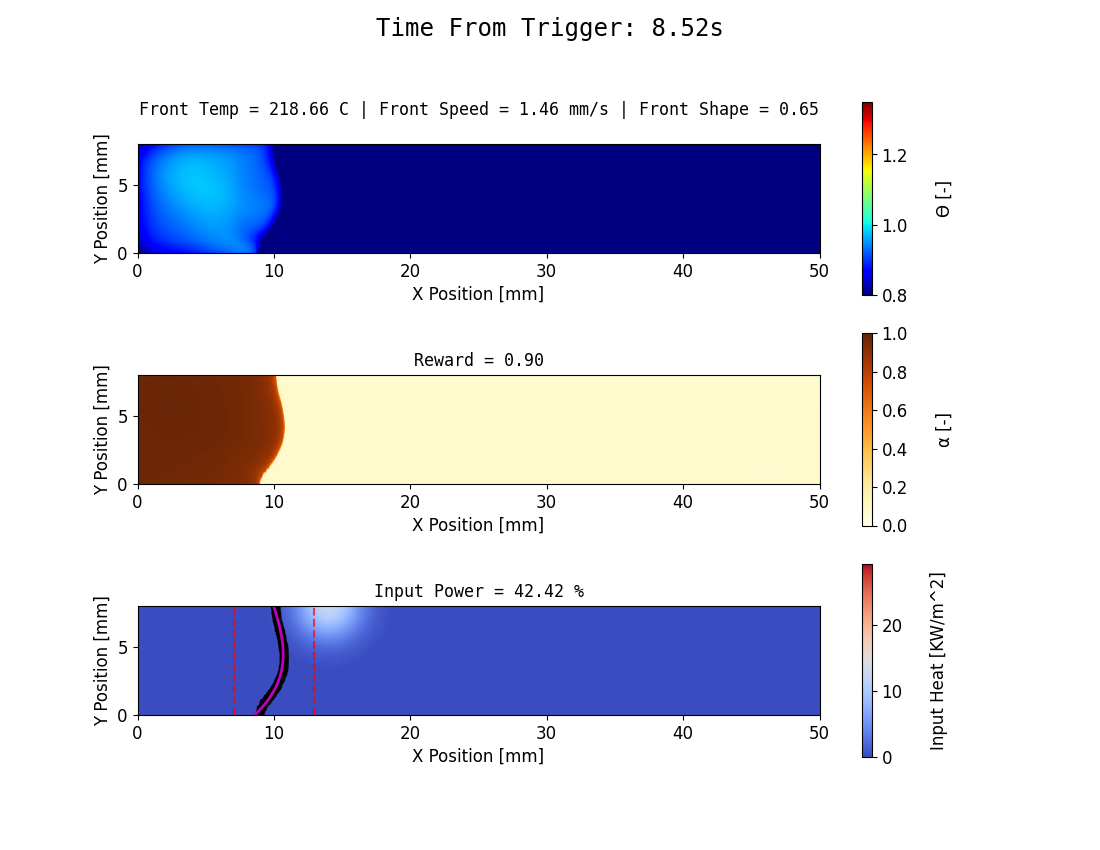 Time From Trigger: 8.52s
Front Temp = 218.66 C | Front Speed = 1.46 mm/s | Front Shape = 0.65
Y Position [mm]
5
0
0 10 20 30 40 50
X Position [mm]
1.2
1.0
0.8
Θ [-]
Reward = 0.90
Y Position [mm]
5
0
0 10 20 30 40 50
X Position [mm]
1.0
0.8
0.6
0.4
0.2
0.0
α [-]
Input Power = 42.42 %
Y Position [mm]
5
0
0 10 20 30 40 50
X Position [mm]
20
10
0
Input Heat [KW/m^2]